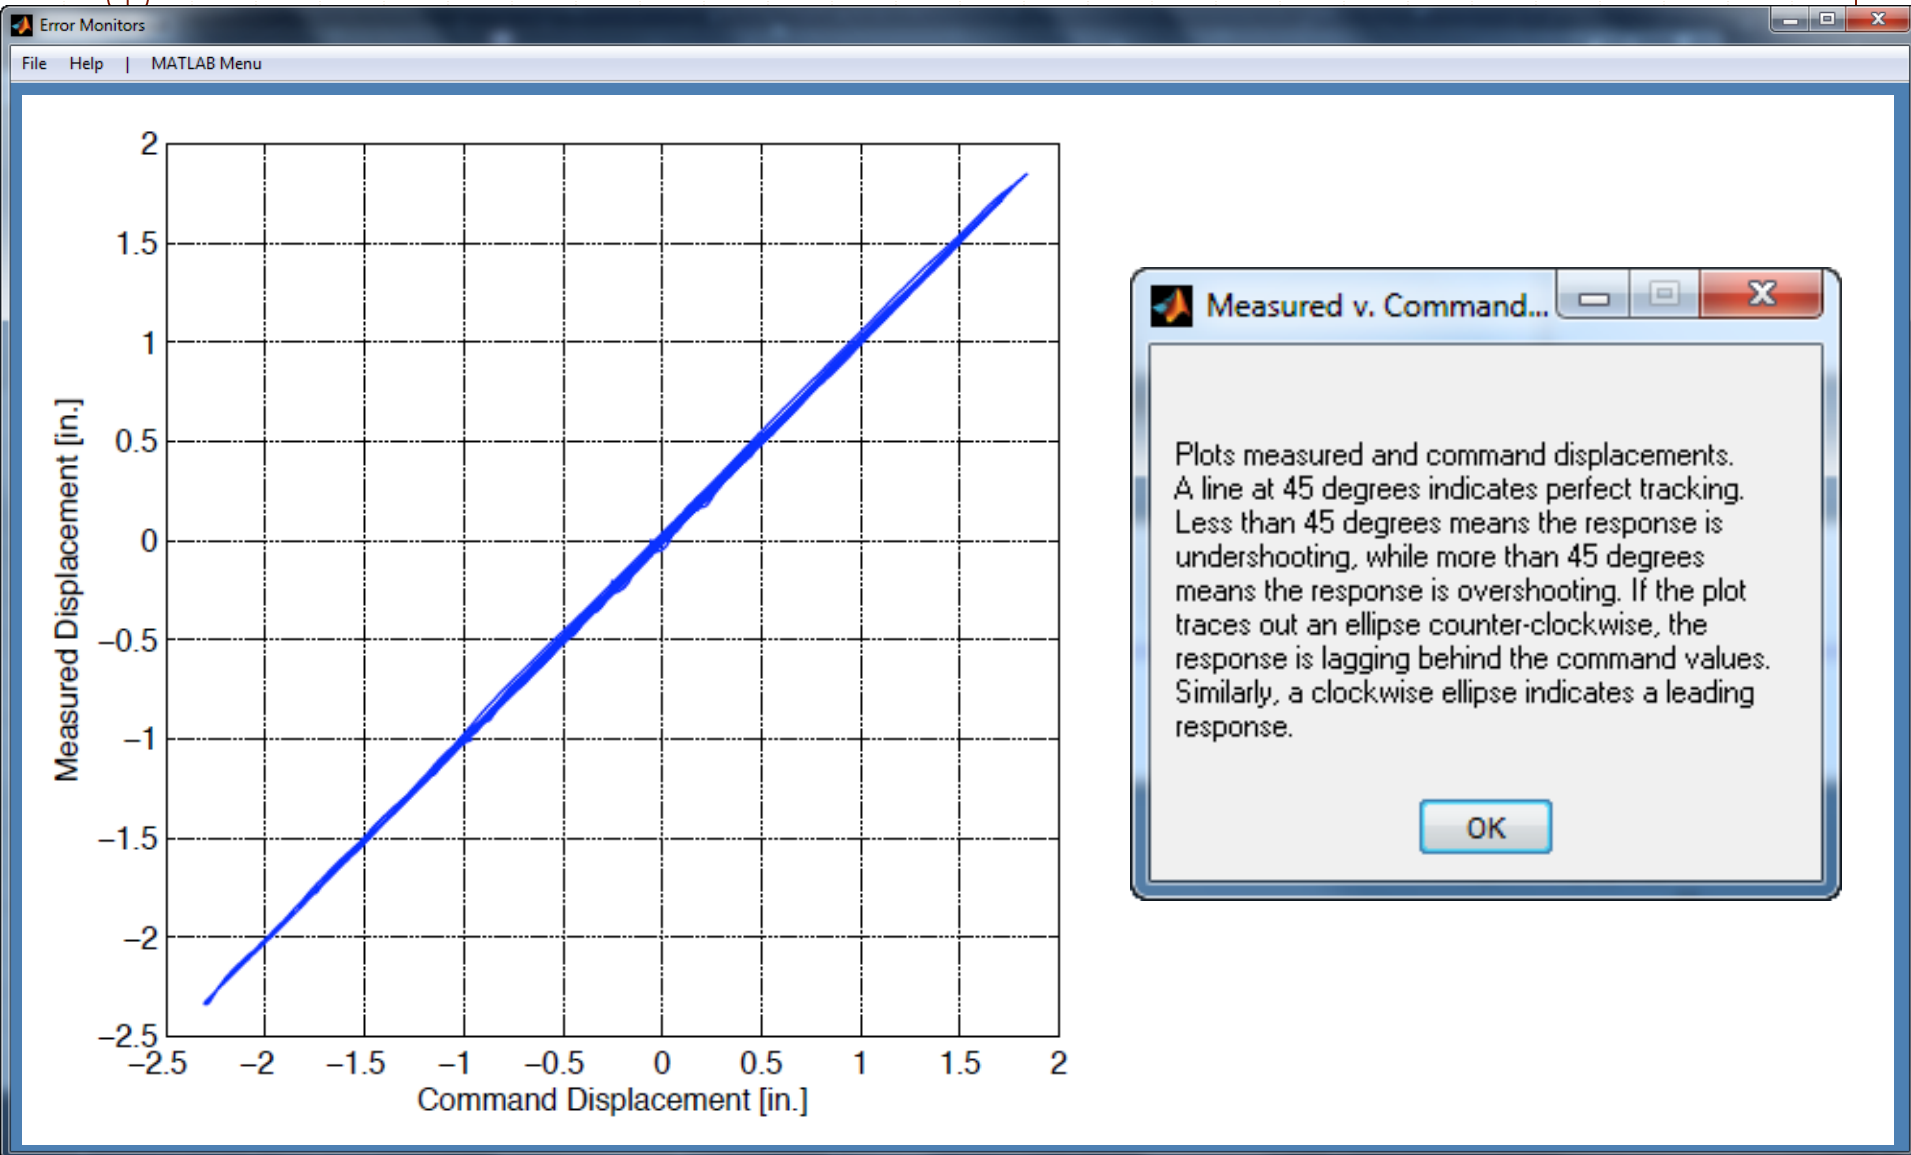 Error Monitors
File Help | MATLAB Menu
2
1.5
1
0.5
0
−0.5
−1
−1.5
−2
−2.5
Measured Displacement [in.]
−2.5 −2 −1.5 −1 −0.5 0 0.5 1 1.5 2
Command Displacement [in.]
Measured v. Command...
Plots measured and command displacements.
A line at 45 degrees indicates perfect tracking.
Less than 45 degrees means the response is
undershooting, while more than 45 degrees
means the response is overshooting. If the plot
traces out an ellipse counter-clockwise, the
response is lagging behind the command values.
Similarly, a clockwise ellipse indicates a leading
response.
OK